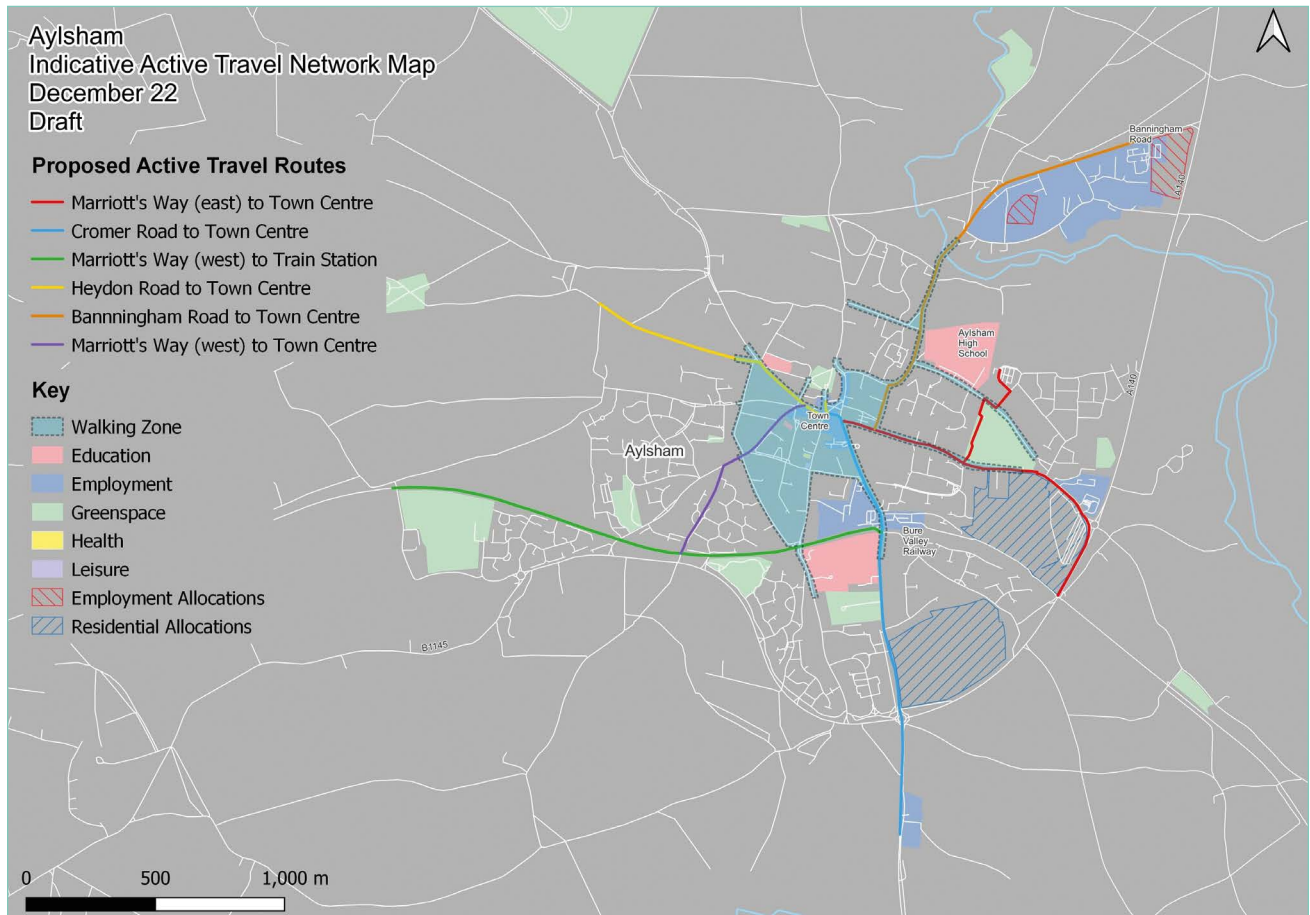 Aylsham
Indicative Active Travel Network Map
December 22
Draft
Proposed Active Travel Routes
Marriott's Way (east) to Town Centre
Cromer Road to Town Centre
Marriott's Way (west) to Train Station
Heydon Road to Town Centre
Bannningham Road to Town Centre
Marriott's Way (west) to Town Centre
Key
Walking Zone
Education
Employment
Greenspace
Health
Leisure
Employment Allocations
Residential Allocations
Banningham
Road
A140
Aylsham
High
School
A140
Town
Centre
Aylsham
Bure
Valley
Railway
B1145
0 500 1,000 m